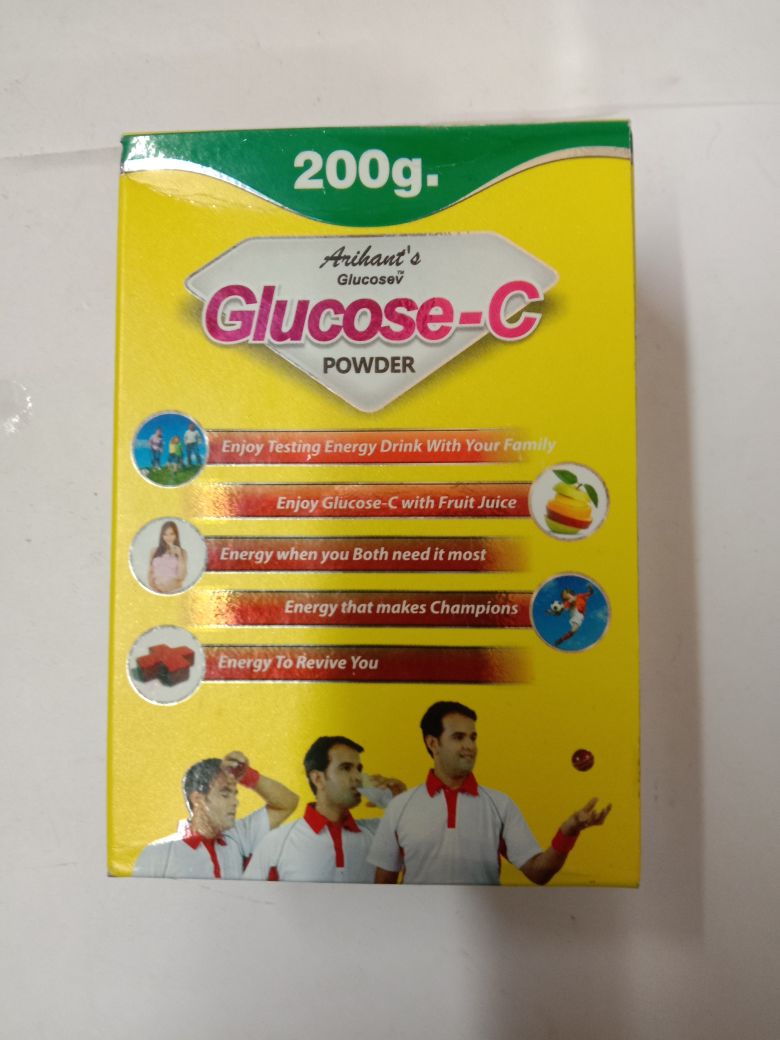 200g.
Arihant's
Glucosev™
Glucose-C
POWDER
Enjoy Testing Energy Drink With Your Family
Enjoy Glucose-C with Fruit Juice
Energy when you Both need it most
Energy that makes Champions
Energy To Revive You